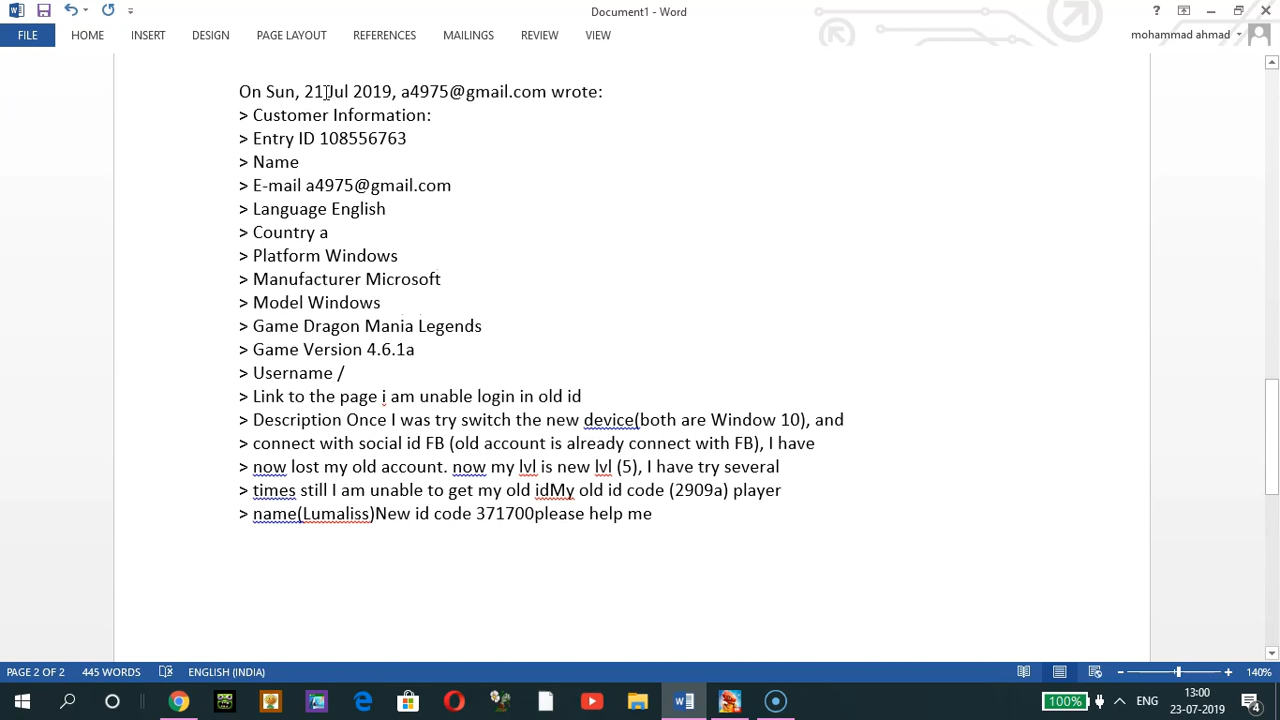 Document1 - Word
?
FILE HOME INSERT DESIGN PAGE LAYOUT REFERENCES MAILINGS REVIEW VIEW mohammad ahmad
On Sun, 21 Jul 2019, a4975@gmail.com wrote:
> Customer Information:
> Entry ID 108556763
> Name
> E-mail a4975@gmail.com
> Language English
> Country a
> Platform Windows
> Manufacturer Microsoft
> Model Windows
> Game Dragon Mania Legends
> Game Version 4.6.1a
> Username /
> Link to the page i am unable login in old id
> Description Once I was try switch the new device(both are Window 10), and
> connect with social id FB (old account is already connect with FB), I have
> now lost my old account. now my lvl is new lvl (5), I have try several
> times still I am unable to get my old idMy old id code (2909a) player
> name(Lumaliss)New id code 371700please help me
PAGE 2 OF 2 445 WORDS ENGLISH (INDIA) 140%
100% ENG 13:00
23-07-2019 4